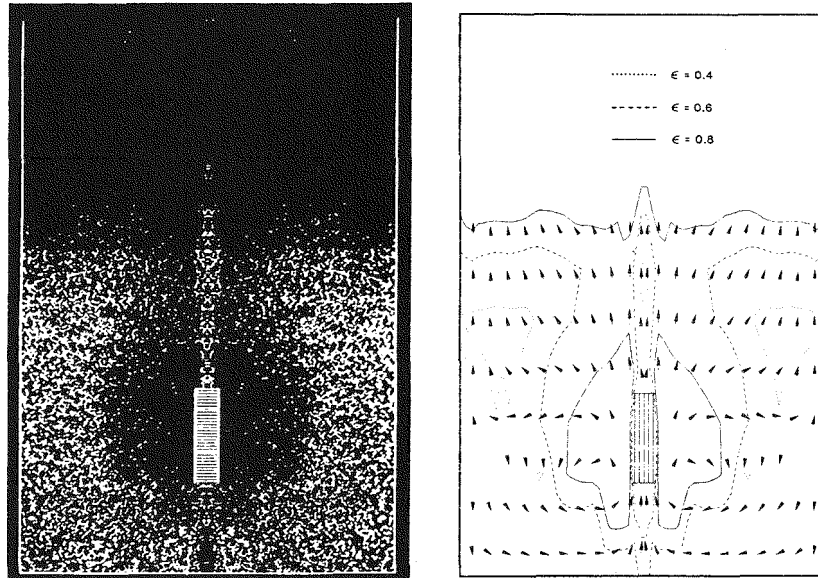 ϵ = 0.4
ϵ = 0.6
ϵ = 0.8